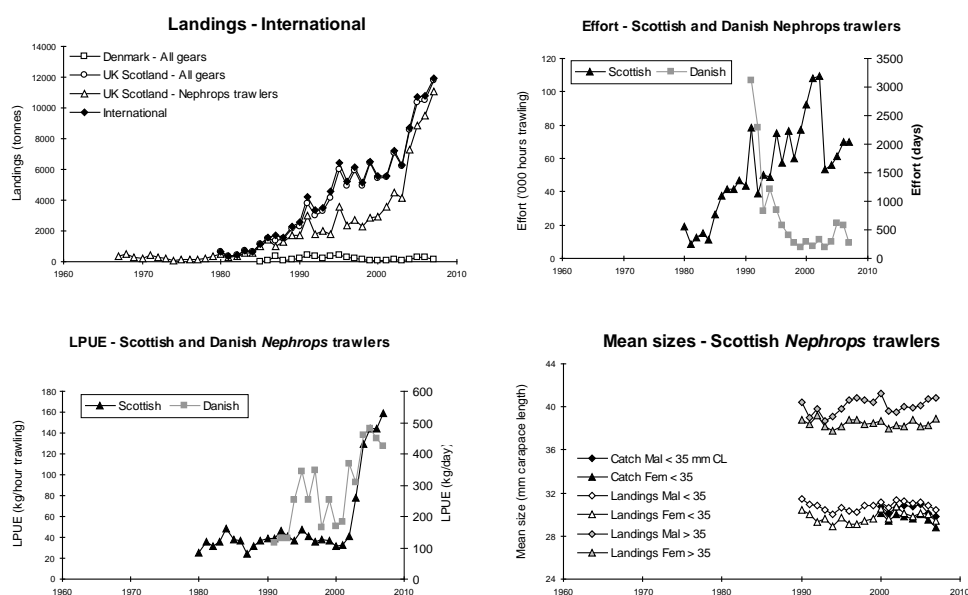 Landings - International
Landings (tonnes)
14000
12000
10000
8000
6000
4000
2000
0
1960 1970 1980 1990 2000 2010
Denmark - All gears
UK Scotland - All gears
UK Scotland - Nephrops trawlers
International
Effort - Scottish and Danish Nephrops trawlers
Effort ('000 hours trawling)
120
100
80
60
40
20
0
1960 1970 1980 1990 2000 2010
Scottish Danish
3500
3000
2500
2000
1500
1000
500
0
Effort (days)
LPUE - Scottish and Danish Nephrops trawlers
LPUE (kg/hour trawling)
180
160
140
120
100
80
60
40
20
0
1960 1970 1980 1990 2000 2010
Scottish Danish
600
500
400
300
200
100
0
LPUE (kg/day)
Mean sizes - Scottish Nephrops trawlers
Mean size (mm carapace length)
44
40
36
32
28
24
1960 1970 1980 1990 2000 2010
Catch Mal < 35 mm CL
Catch Fem < 35
Landings Mal < 35
Landings Fem < 35
Landings Mal > 35
Landings Fem > 35